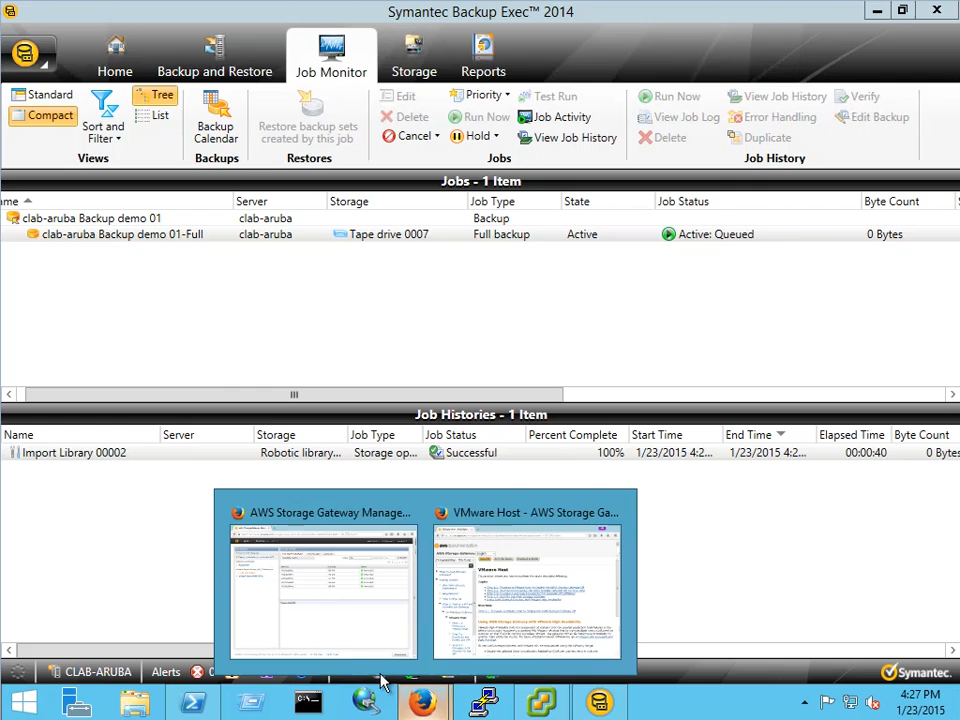 Symantec Backup Exec™ 2014
Home
Backup and Restore
Job Monitor
Storage
Reports
Standard
Compact
Sort and Filter
Tree
List
Views
Backup Calendar
Backups
Restore backup sets created by this job
Restores
Edit
Delete
Cancel
Priority
Run Now
Hold
Test Run
Job Activity
View Job History
Jobs
Run Now
View Job Log
Delete
View Job History
Error Handling
Duplicate
Verify
Edit Backup
Job History
Jobs - 1 Item
me Server Storage Job Type State Job Status Byte Count S
clab-aruba Backup demo 01 clab-aruba Backup
clab-aruba Backup demo 01-Full clab-aruba Tape drive 0007 Full backup Active Active: Queued 0 Bytes
Job Histories - 1 Item
Name Server Storage Job Type Job Status Percent Complete Start Time End Time Elapsed Time Byte Count
Import Library 00002 Robotic library... Storage op... Successful 100% 1/23/2015 4:2... 1/23/2015 4:2... 00:00:40 0 Bytes
AWS Storage Gateway Manage...
VMware Host - AWS Storage Ga...
VMware Host
CLAB-ARUBA
Alerts
0
Symantec.
4:27 PM
1/23/2015